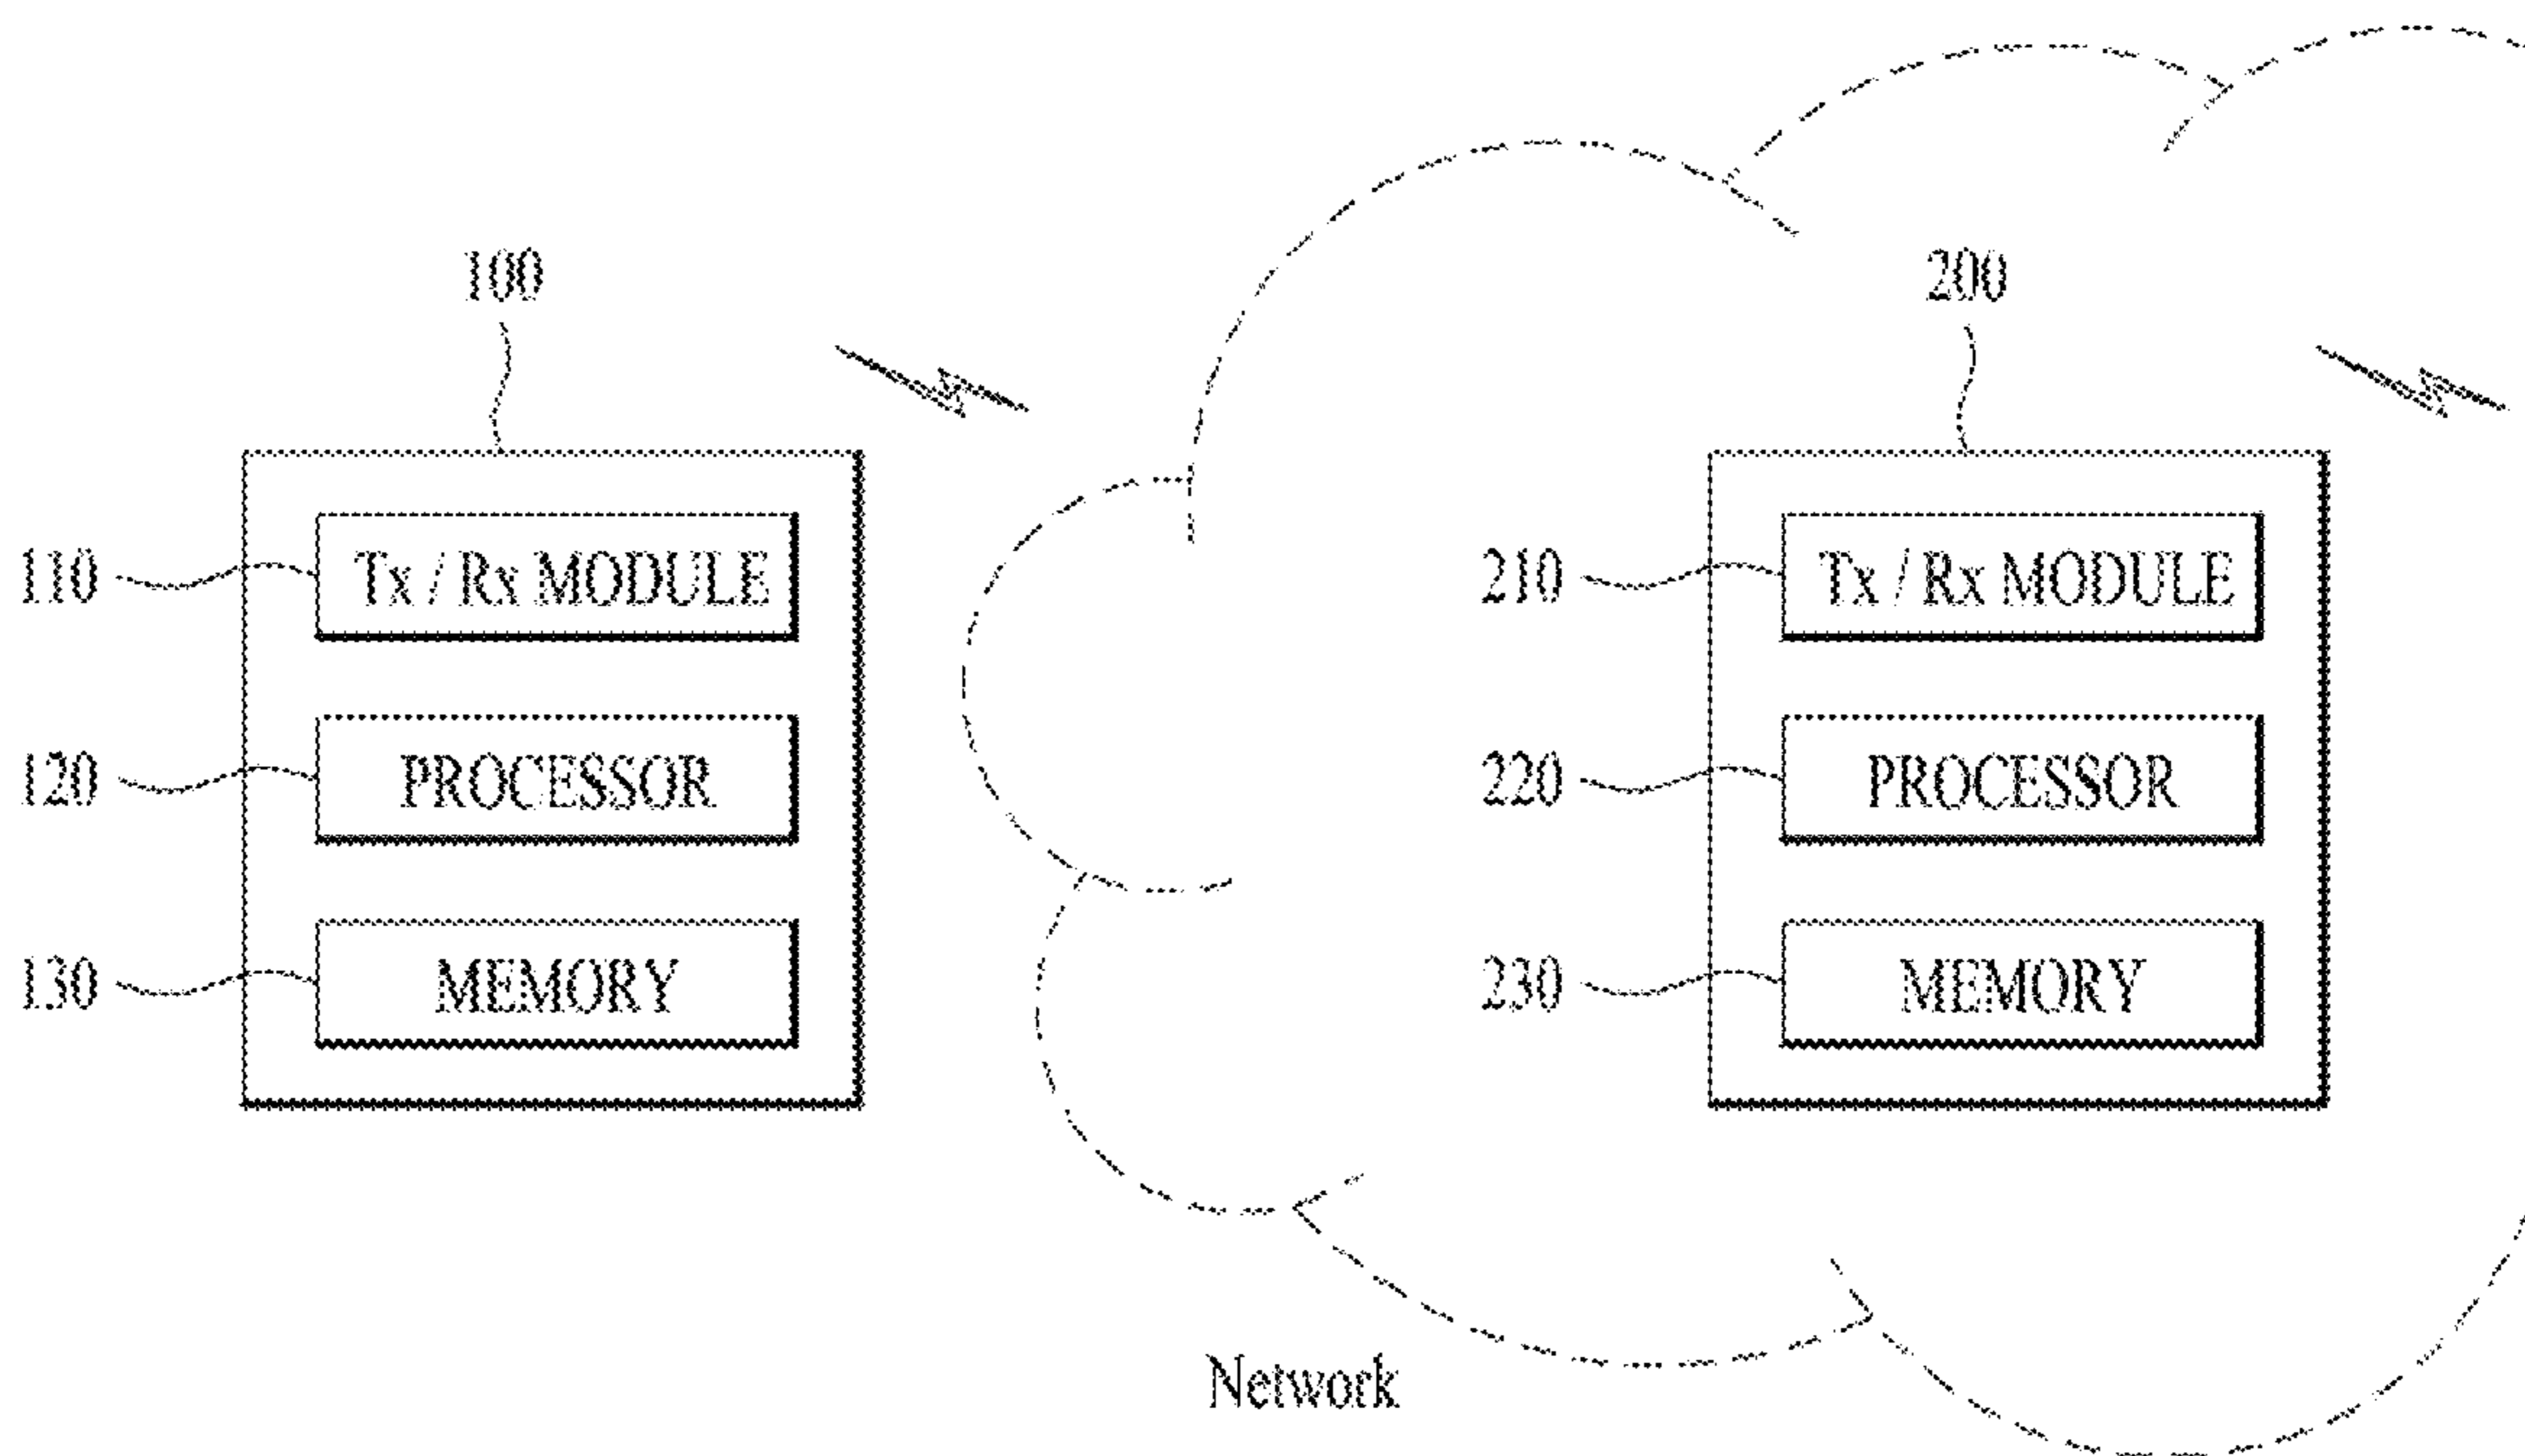 100
200
110 Tx / Rx MODULE
210 Tx / Rx MODULE
120 PROCESSOR
220 PROCESSOR
130 MEMORY
230 MEMORY
Network